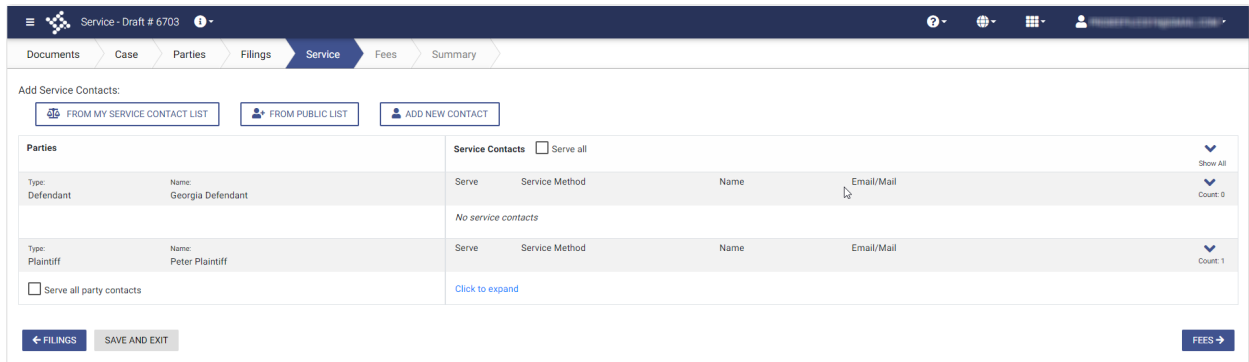 Service - Draft # 6703
Documents Case Parties Filings Service Fees Summary
Add Service Contacts:
FROM MY SERVICE CONTACT LIST FROM PUBLIC LIST ADD NEW CONTACT
Parties Service Contacts Serve all
Show All
Type: Name: Serve Service Method Name Email/Mail
Defendant Georgia Defendant Count: 0
No service contacts
Type: Name: Serve Service Method Name Email/Mail
Plaintiff Peter Plaintiff Count: 1
Serve all party contacts Click to expand
FILINGS SAVE AND EXIT FEES